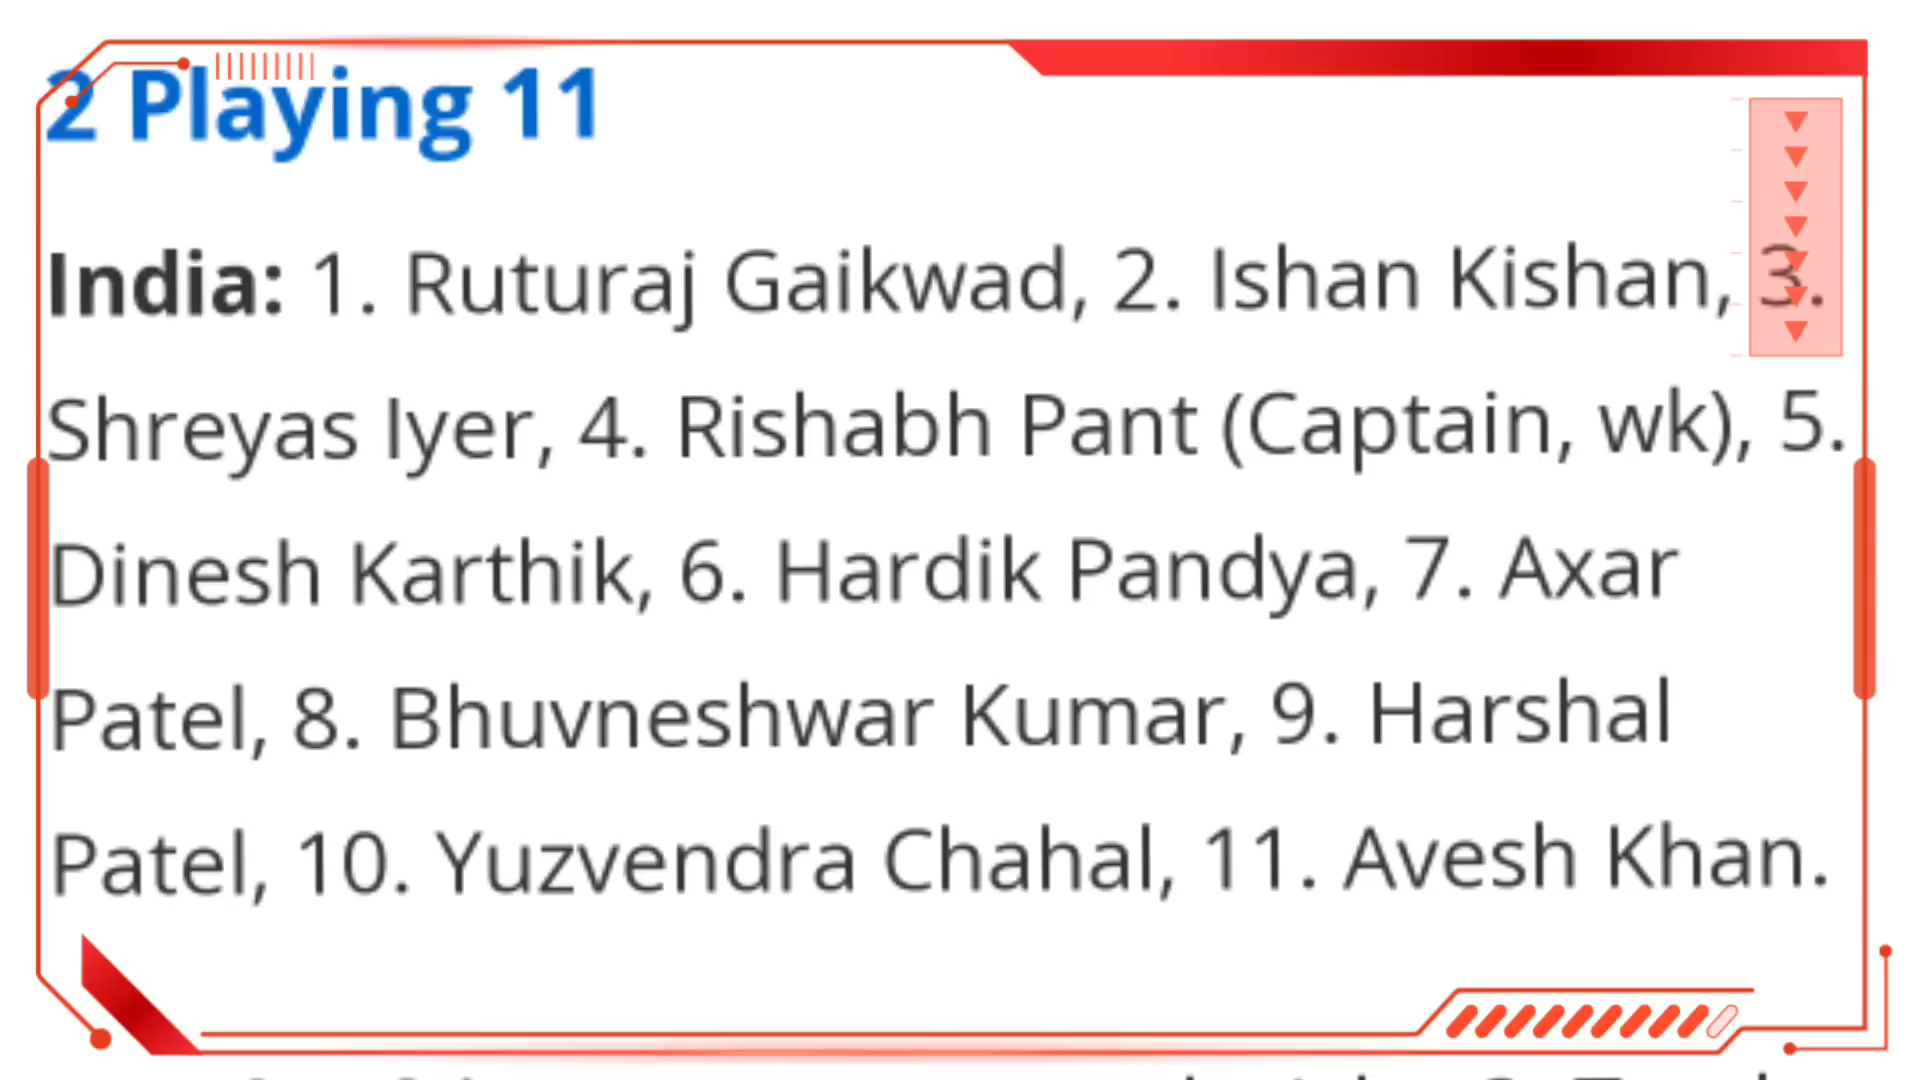 2 Playing 11
India: 1. Ruturaj Gaikwad, 2. Ishan Kishan, 3.
Shreyas Iyer, 4. Rishabh Pant (Captain, wk), 5.
Dinesh Karthik, 6. Hardik Pandya, 7. Axar
Patel, 8. Bhuvneshwar Kumar, 9. Harshal
Patel, 10. Yuzvendra Chahal, 11. Avesh Khan.